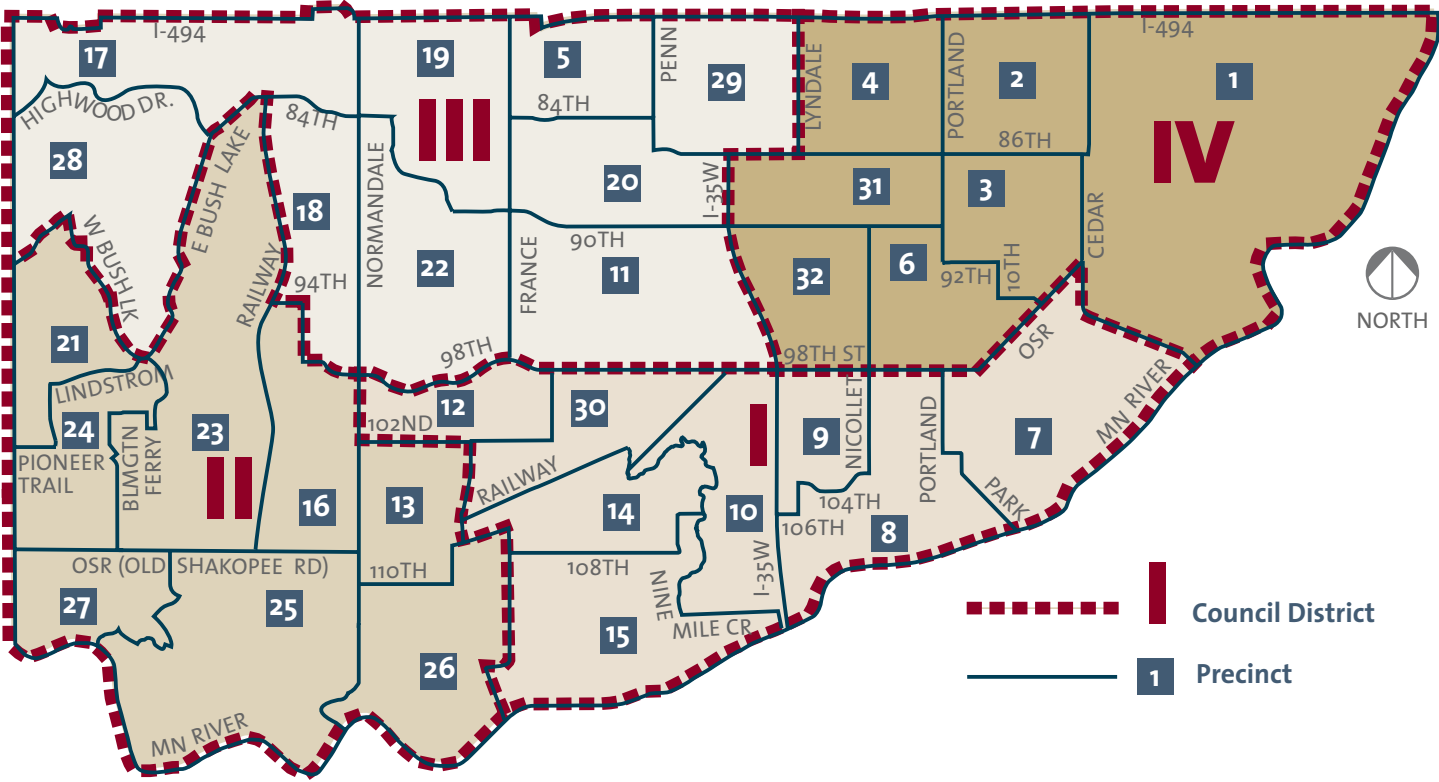 I-494
I-494
17
19
5
PENN
29
LYNDALE
4
PORTLAND
2
1
HIGHWOOD DR.
84TH
III
84TH
86TH
IV
28
E BUSH LAKE
18
NORMANDALE
20
I-35W
31
3
CEDAR
W BUSH LK
RAILWAY
94TH
22
FRANCE
90TH
11
32
6
92TH
10TH
NORTH
21
98TH
98TH ST
OSR
MN RIVER
LINDSTROM
24
23
12
102ND
30
I
9
NICOLLET
PORTLAND
7
PIONEER
TRAIL
BLMGTN
FERRY
II
16
13
RAILWAY
14
10
104TH
106TH
8
PARK
OSR (OLD SHAKOPEE RD)
110TH
108TH
NINE
MILE CR.
I-35W
27
25
26
15
MN RIVER
I Council District
1 Precinct